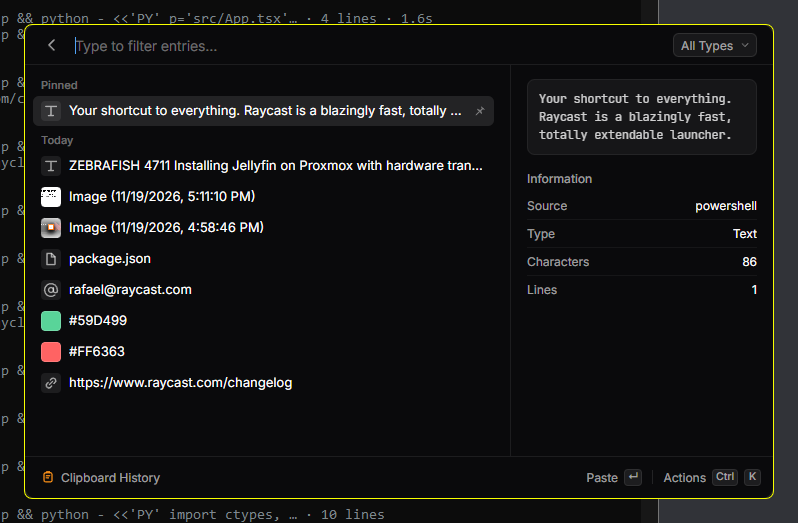 p && python - <<'PY' p='src/App.tsx'… · 4 lines · 1.6s
Type to filter entries...
All Types
Pinned
Your shortcut to everything. Raycast is a blazingly fast, totally ...
Today
ZEBRAFISH 4711 Installing Jellyfin on Proxmox with hardware tran...
Image (11/19/2026, 5:11:10 PM)
Image (11/19/2026, 4:58:46 PM)
package.json
rafael@raycast.com
#59D499
#FF6363
https://www.raycast.com/changelog
Your shortcut to everything.
Raycast is a blazingly fast,
totally extendable launcher.
Information
Source powershell
Type Text
Characters 86
Lines 1
Clipboard History
Paste
Actions Ctrl K
p && python - <<'PY' import ctypes, … · 10 lines